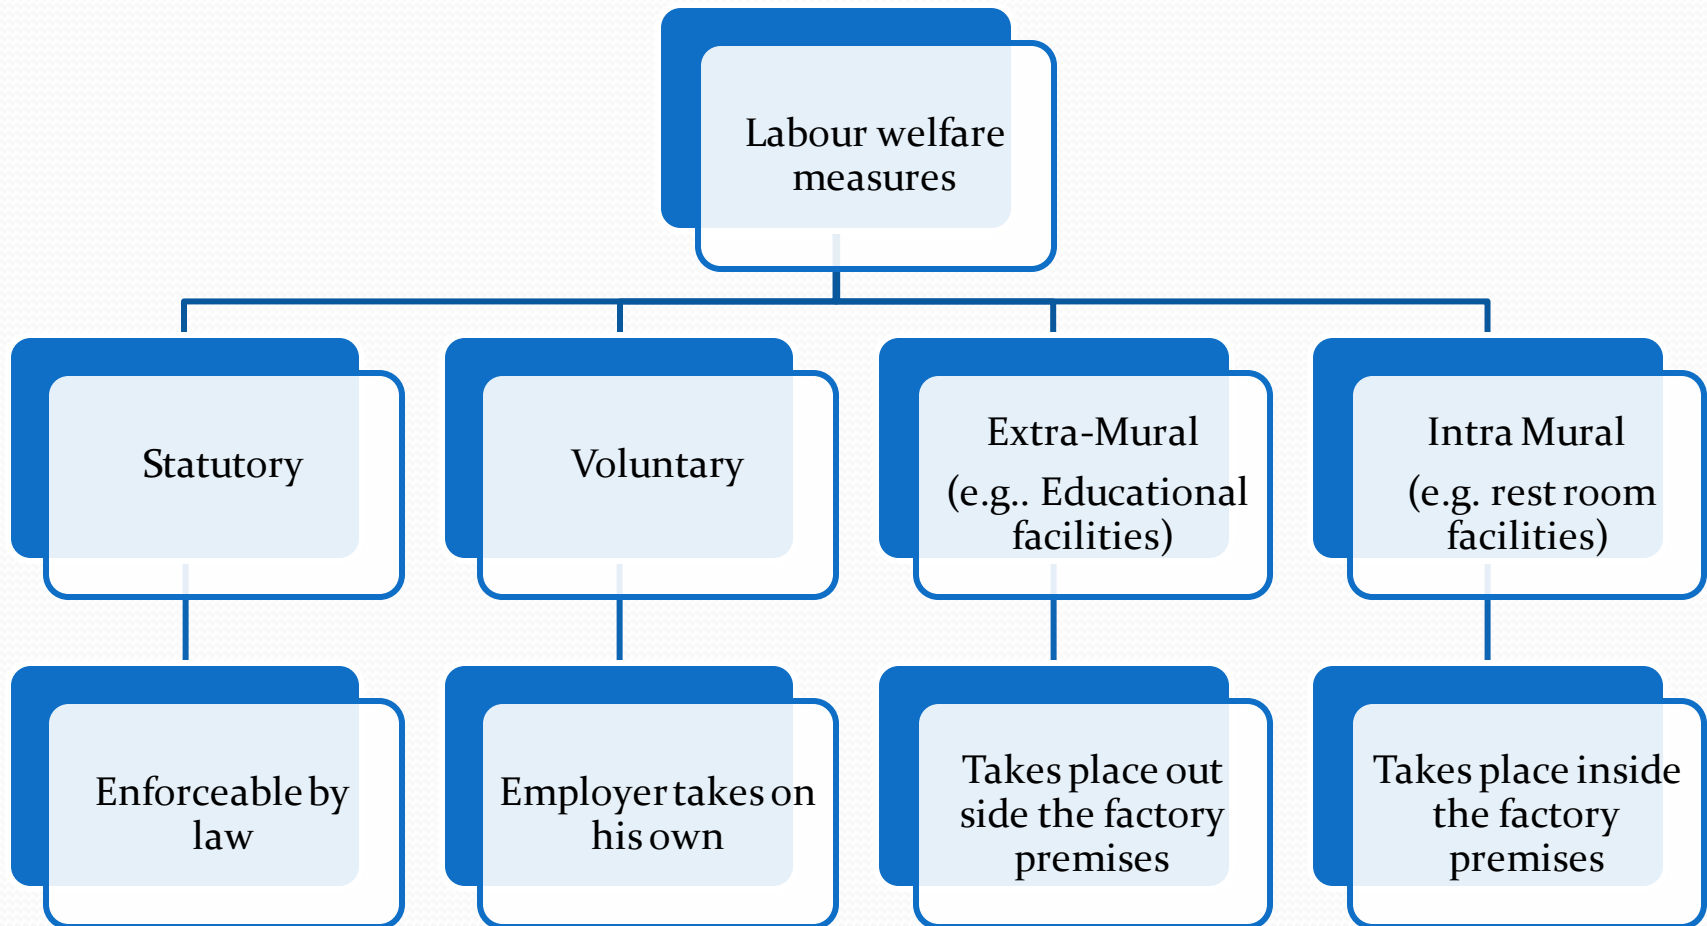 Labour welfare
measures
Statutory
Voluntary
Extra-Mural
(e.g.. Educational
facilities)
Intra Mural
(e.g. rest room
facilities)
Enforceable by
law
Employer takes on
his own
Takes place out
side the factory
premises
Takes place inside
the factory
premises